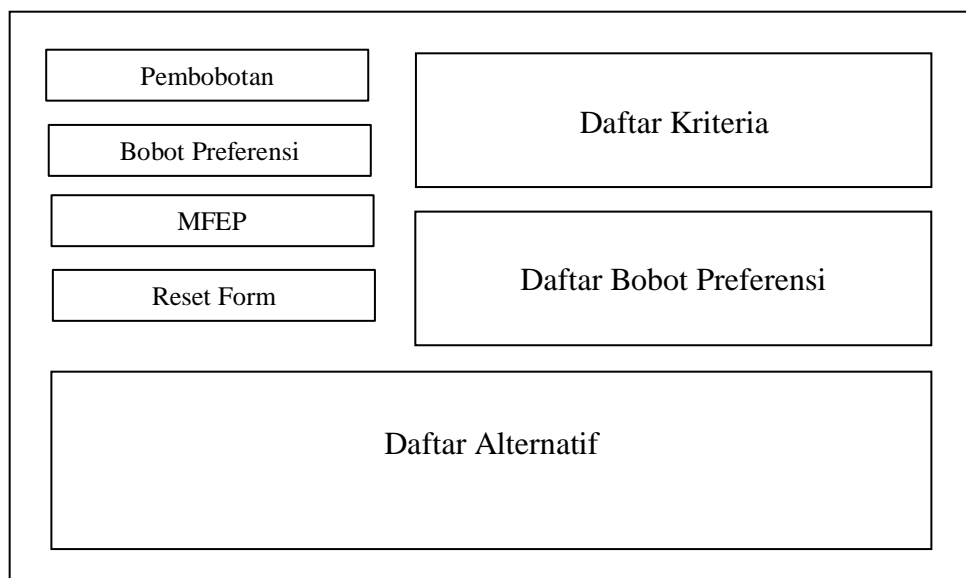 Pembobotan
Bobot Preferensi
MFEP
Reset Form
Daftar Kriteria
Daftar Bobot Preferensi
Daftar Alternatif